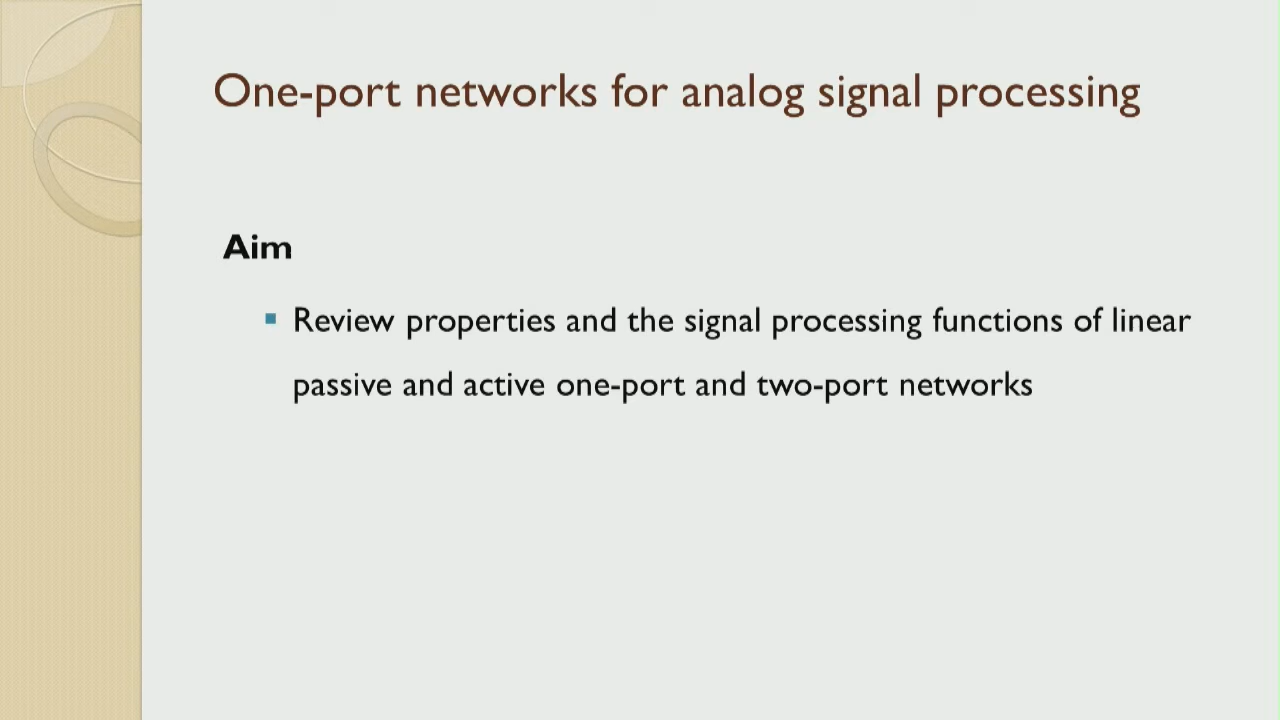 One-port networks for analog signal processing
Aim
Review properties and the signal processing functions of linear
passive and active one-port and two-port networks